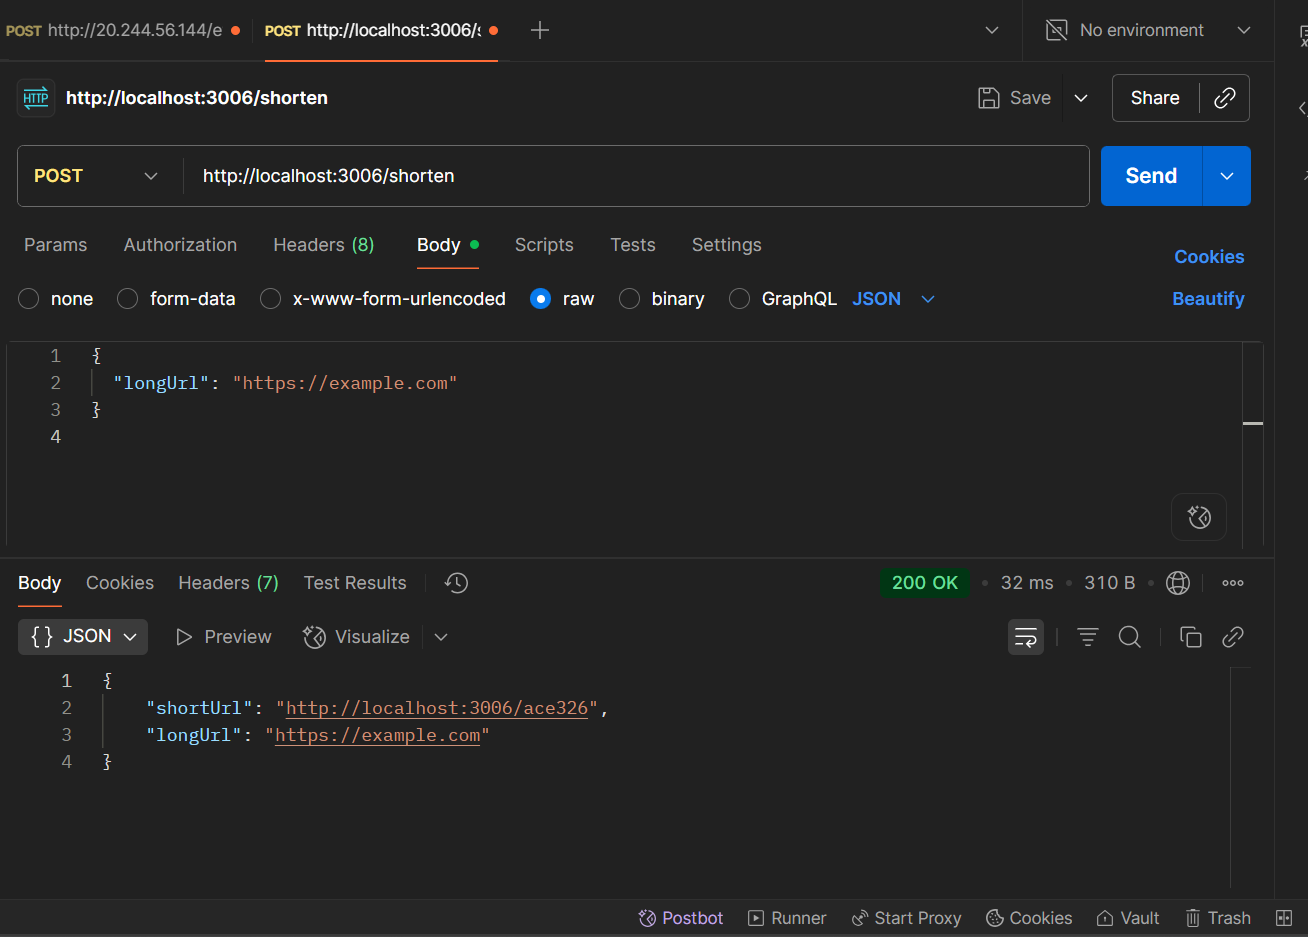 POST http://20.244.56.144/e POST http://localhost:3006/s No environment
HTTP http://localhost:3006/shorten Save Share
POST http://localhost:3006/shorten Send
Params Authorization Headers (8) Body Scripts Tests Settings Cookies
none form-data x-www-form-urlencoded raw binary GraphQL JSON Beautify
1 {
2 "longUrl": "https://example.com"
3 }
4
Body Cookies Headers (7) Test Results 200 OK 32 ms 310 B
{} JSON Preview Visualize
1 {
2 "shortUrl": "http://localhost:3006/ace326",
3 "longUrl": "https://example.com"
4 }
Postbot Runner Start Proxy Cookies Vault Trash